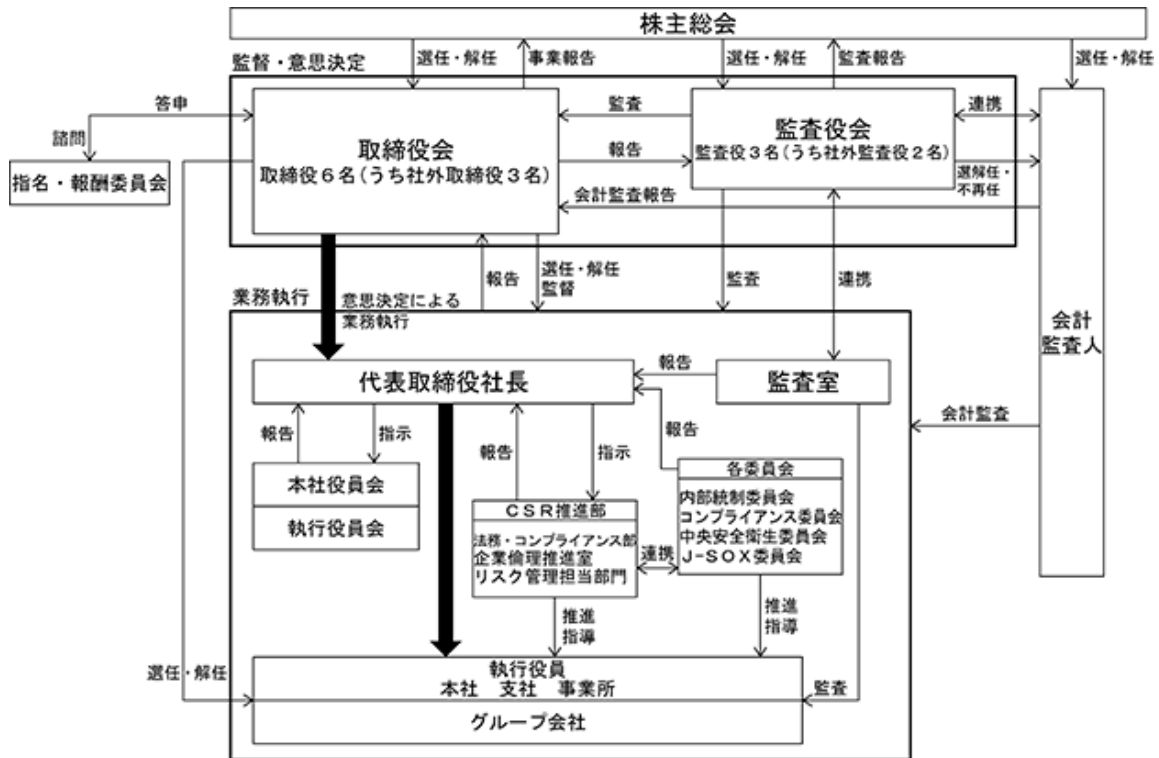 株主総会
監督・意思決定
選任・解任
事業報告
選任・解任
監査報告
選任・解任
答申
諮問
指名・報酬委員会
取締役会
取締役６名(うち社外取締役３名)
監査
報告
監査役会
監査役３名(うち社外監査役２名)
連携
選解任・
不再任
会計監査報告
会計
監査人
業務執行
意思決定による
業務執行
報告
選任・解任
監督
監査
連携
代表取締役社長
報告
監査室
報告
指示
報告
指示
報告
会計監査
本社役員会
執行役員会
ＣＳＲ推進部
法務・コンプライアンス部
企業倫理推進室
リスク管理担当部門
連携
各委員会
内部統制委員会
コンプライアンス委員会
中央安全衛生委員会
Ｊ−ＳＯＸ委員会
推進
指導
推進
指導
選任・解任
執行役員
本社　支社　事業所
監査
グループ会社